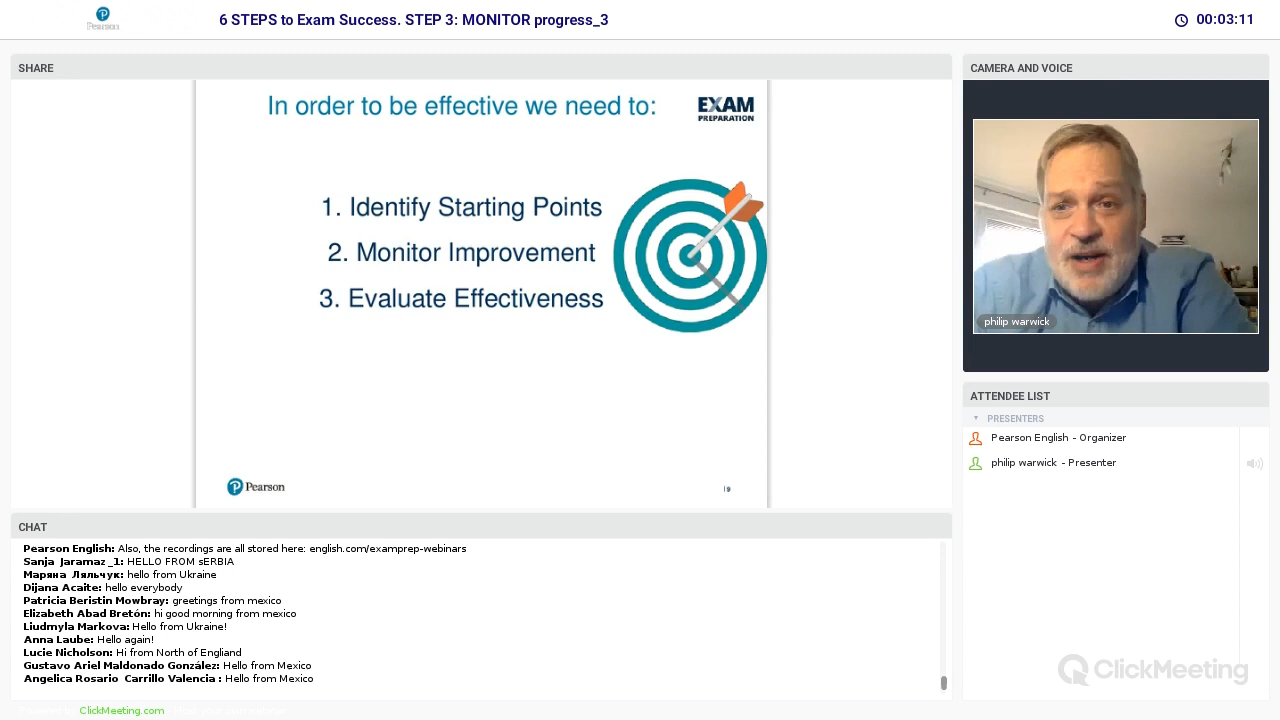 Pearson
6 STEPS to Exam Success. STEP 3: MONITOR progress_3
00:03:11
SHARE
In order to be effective we need to:
EXAM
PREPARATION
1. Identify Starting Points
2. Monitor Improvement
3. Evaluate Effectiveness
Pearson
CAMERA AND VOICE
philip warwick
ATTENDEE LIST
PRESENTERS
Pearson English - Organizer
philip warwick - Presenter
CHAT
Pearson English: Also, the recordings are all stored here: english.com/examprep-webinars
Sanja Jaramaz_1: HELLO FROM sERBIA
Маряна Ляльчук: hello from Ukraine
Dijana Acaite: hello everybody
Patricia Beristin Mowbray: greetings from mexico
Elizabeth Abad Bretón: hi good morning from mexico
Liudmyla Markova: Hello from Ukraine!
Anna Laube: Hello again!
Lucie Nicholson: Hi from North of England
Gustavo Ariel Maldonado González: Hello from Mexico
Angelica Rosario Carrillo Valencia : Hello from Mexico
ClickMeeting
ClickMeeting.com